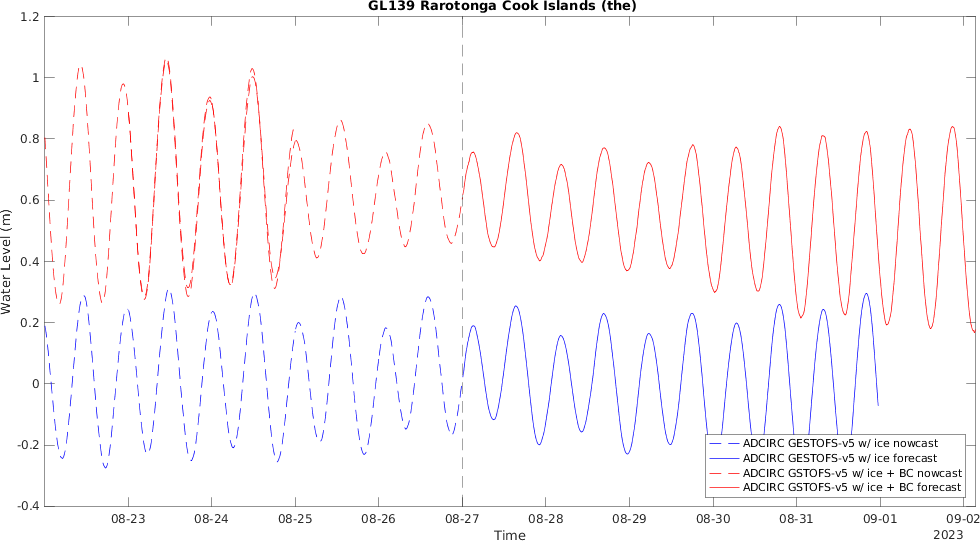 GL139 Rarotonga Cook Islands (the)
1.2
1
0.8
0.6
0.4
0.2
0
-0.2
-0.4
Water Level (m)
ADCIRC GESTOFS-v5 w/ ice nowcast
ADCIRC GESTOFS-v5 w/ ice forecast
ADCIRC GSTOFS-v5 w/ ice + BC nowcast
ADCIRC GSTOFS-v5 w/ ice + BC forecast
08-23 08-24 08-25 08-26 08-27 08-28 08-29 08-30 08-31 09-01 09-02
Time
2023